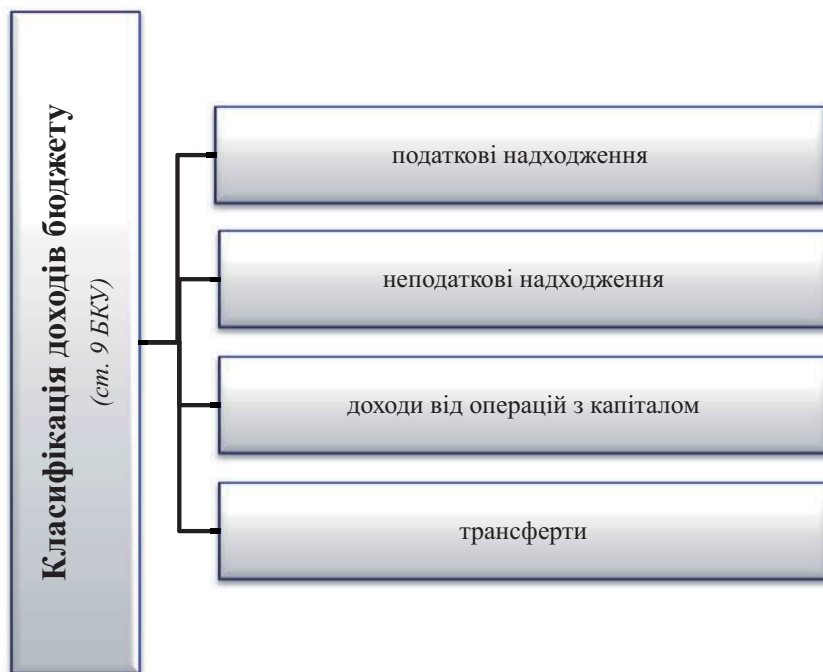 Класифікація доходів бюджету
(ст. 9 БКУ)
податкові надходження
неподаткові надходження
доходи від операцій з капіталом
трансферти